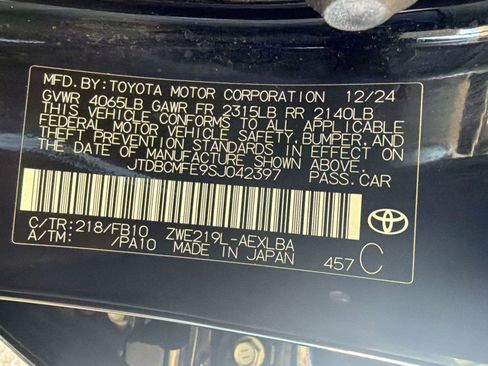 MFD.BY:TOYOTA MOTOR CORPORATION 12/24
GVWR 4065LB GAWR FR 2315LB RR 2140LB
THIS VEHICLE CONFORMS TO ALL APPLICABLE
FEDERAL MOTOR VEHICLE SAFETY,BUMPER,AND
THEFT PREVENTION STANDARDS IN EFFECT ON
THE DATE OF MANUFACTURE SHOWN ABOVE.
JTDBCMFE9SJ042397 PASS.CAR
C/TR:218/FB10 ZWE219L-AEXLBA
A/TM: /PA10 MADE IN JAPAN 457 C